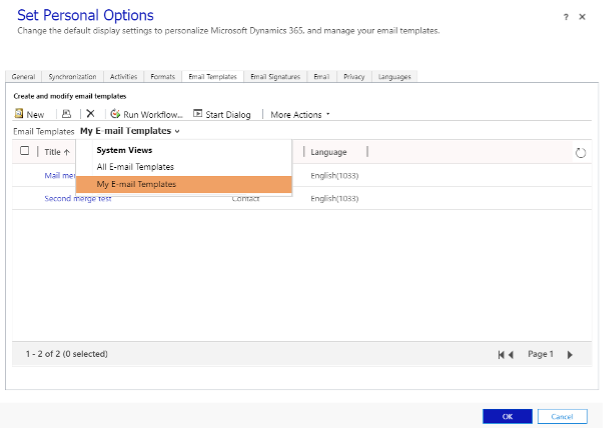 Set Personal Options
? ×
Change the default display settings to personalize Microsoft Dynamics 365, and manage your email templates.
General Synchronization Activities Formats Email Templates Email Signatures Email Privacy Languages
Create and modify email templates
New Run Workflow... Start Dialog More Actions
Email Templates My E-mail Templates
Title ↑ Language
System Views
All E-mail Templates
My E-mail Templates
Mail English(1033)
Second merge test Contact English(1033)
1 - 2 of 2 (0 selected) Page 1
OK Cancel